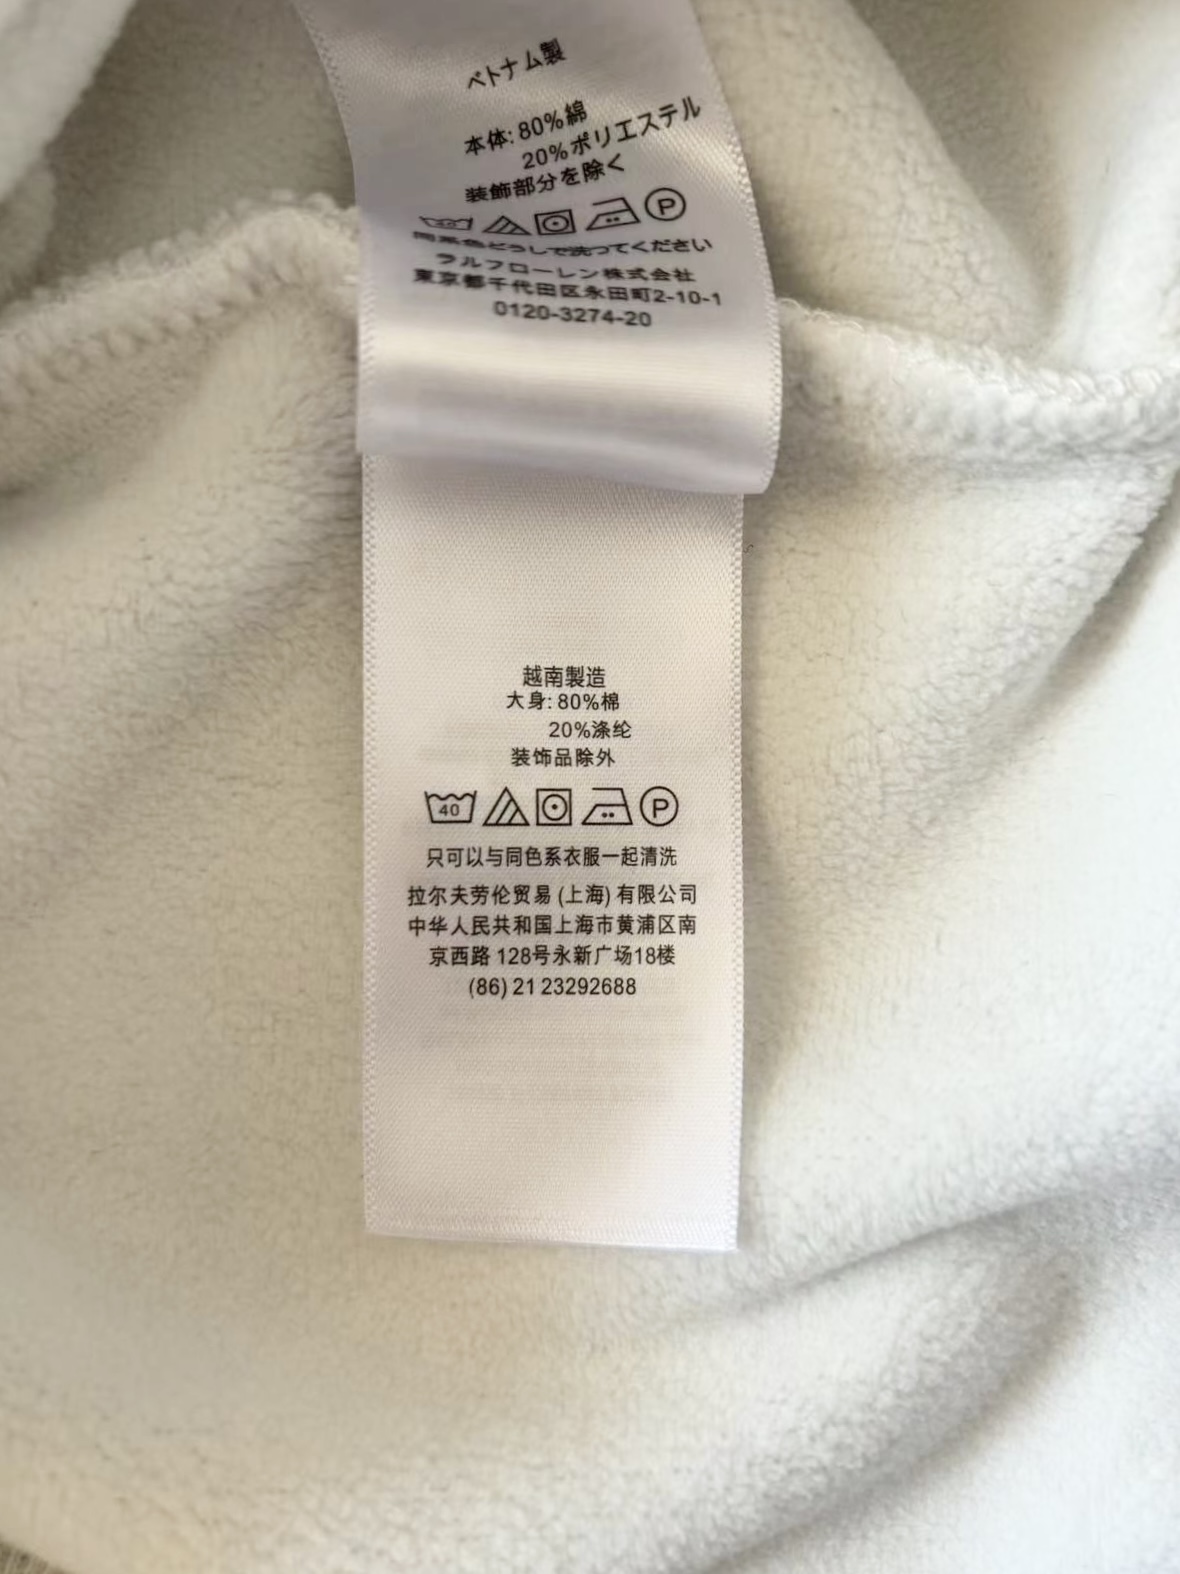 ベトナム製
本体: 80%綿
20%ポリエステル
装飾部分を除く
40
P
同系色どうしで洗ってください
ラルフローレン株式会社
東京都千代田区永田町2-10-1
0120-3274-20
越南製造
大身: 80%棉
20%涤纶
装饰品除外
40
P
只可以与同色系衣服一起清洗
拉尔夫劳伦贸易 (上海) 有限公司
中华人民共和国上海市黄浦区南
京西路 128号永新广场18楼
(86) 21 23292688